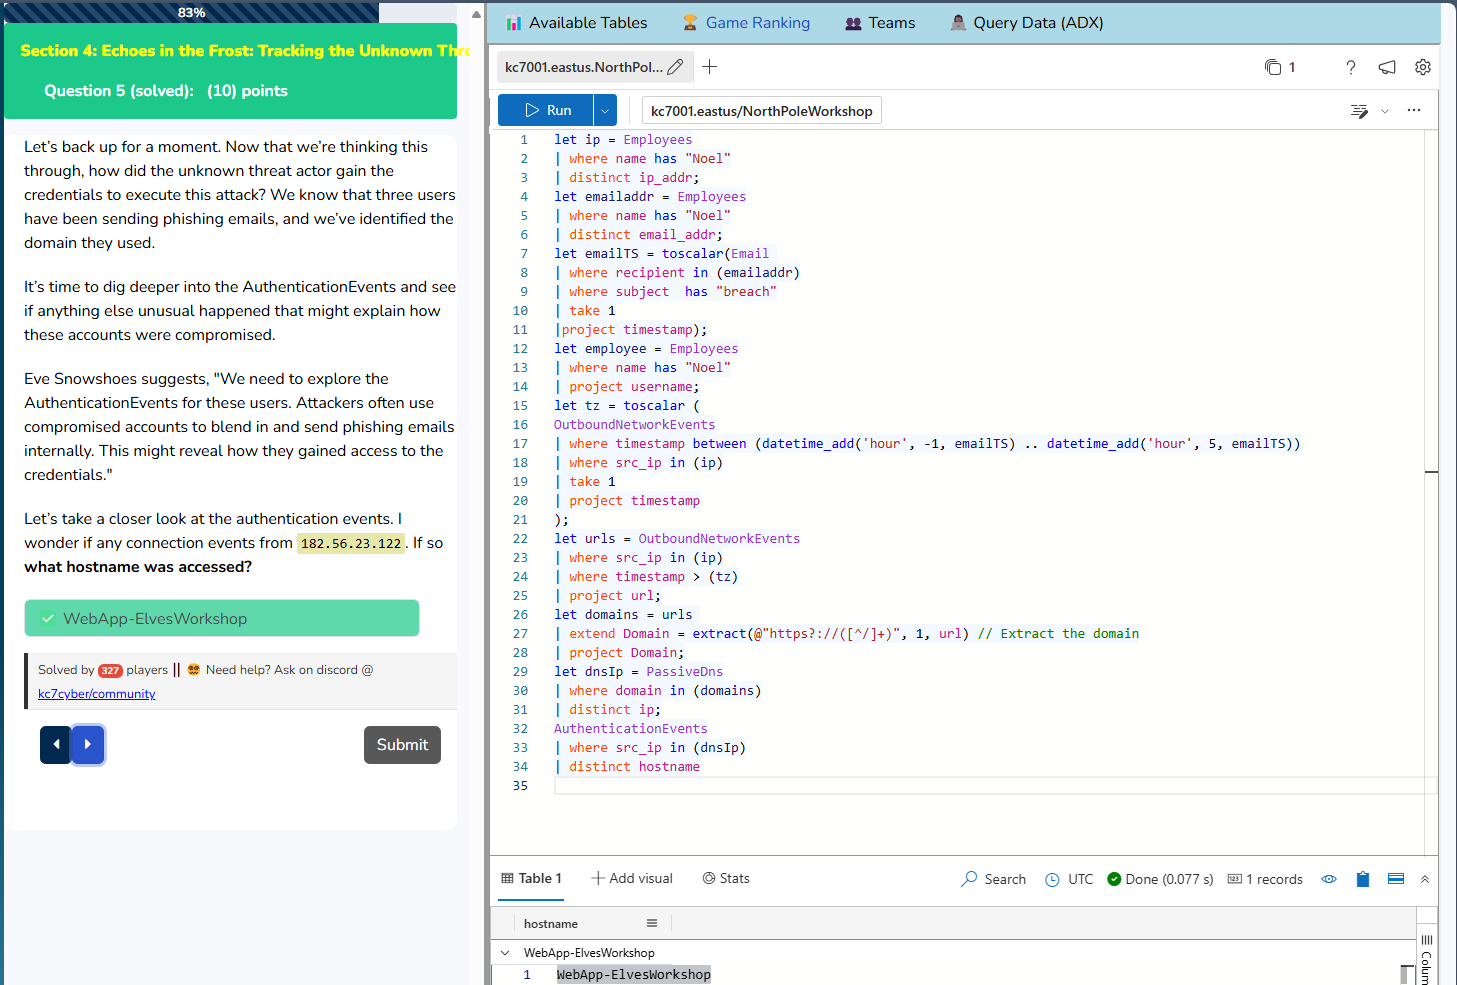 83%
Section 4: Echoes in the Frost: Tracking the Unknown Thr
Question 5 (solved): (10) points
Let's back up for a moment. Now that we're thinking this
through, how did the unknown threat actor gain the
credentials to execute this attack? We know that three users
have been sending phishing emails, and we've identified the
domain they used.
It's time to dig deeper into the AuthenticationEvents and see
if anything else unusual happened that might explain how
these accounts were compromised.
Eve Snowshoes suggests, "We need to explore the
AuthenticationEvents for these users. Attackers often use
compromised accounts to blend in and send phishing emails
internally. This might reveal how they gained access to the
credentials."
Let's take a closer look at the authentication events. I
wonder if any connection events from 182.56.23.122. If so
what hostname was accessed?
WebApp-ElvesWorkshop
Solved by 327 players || Need help? Ask on discord @
kc7cyber/community
Submit
Available Tables
Game Ranking
Teams
Query Data (ADX)
kc7001.eastus.NorthPol...
1
Run
kc7001.eastus/NorthPoleWorkshop
1 let ip = Employees
2 | where name has "Noel"
3 | distinct ip_addr;
4 let emailaddr = Employees
5 | where name has "Noel"
6 | distinct email_addr;
7 let emailTS = toscalar(Email
8 | where recipient in (emailaddr)
9 | where subject  has "breach"
10 | take 1
11 |project timestamp);
12 let employee = Employees
13 | where name has "Noel"
14 | project username;
15 let tz = toscalar (
16 OutboundNetworkEvents
17 | where timestamp between (datetime_add('hour', -1, emailTS) .. datetime_add('hour', 5, emailTS))
18 | where src_ip in (ip)
19 | take 1
20 | project timestamp
21 );
22 let urls = OutboundNetworkEvents
23 | where src_ip in (ip)
24 | where timestamp > (tz)
25 | project url;
26 let domains = urls
27 | extend Domain = extract(@"https?://([^/]+)", 1, url) // Extract the domain
28 | project Domain;
29 let dnsIp = PassiveDns
30 | where domain in (domains)
31 | distinct ip;
32 AuthenticationEvents
33 | where src_ip in (dnsIp)
34 | distinct hostname
35
Table 1
Add visual
Stats
Search
UTC
Done (0.077 s)
1 records
hostname
WebApp-ElvesWorkshop
1 WebApp-ElvesWorkshop
Colum